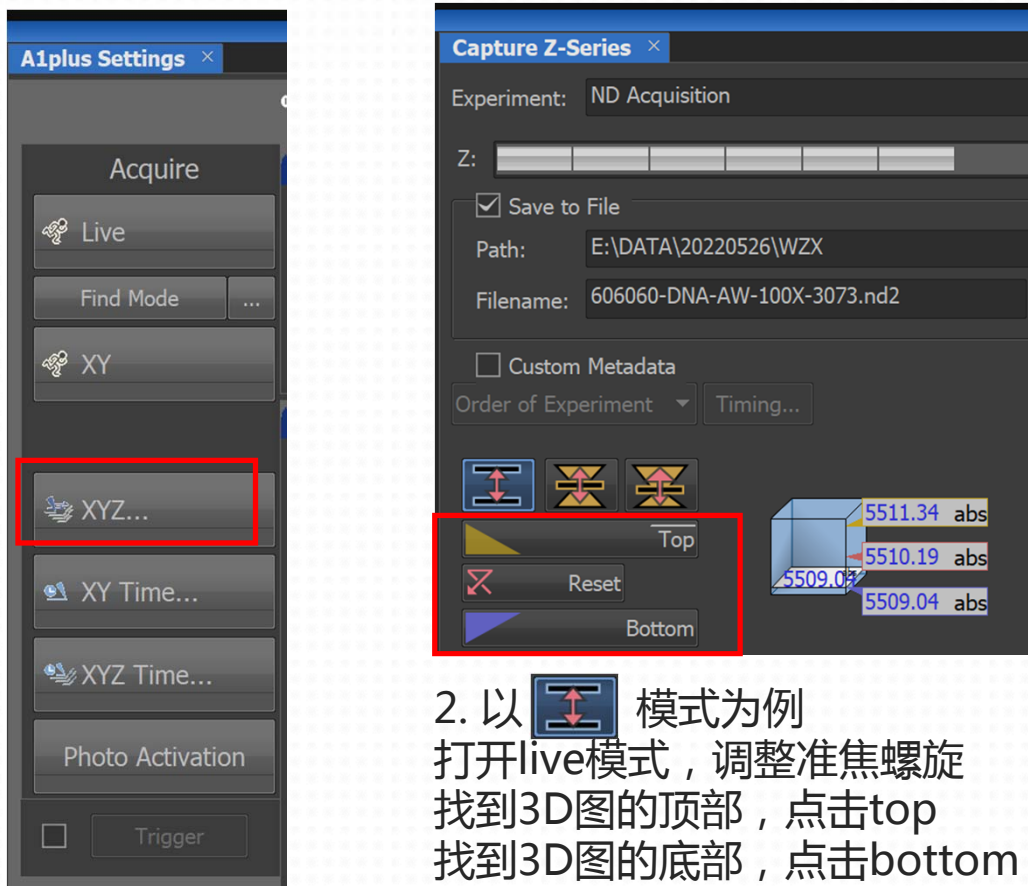 A1plus Settings ×
Acquire
Live
Find Mode ...
XY
XYZ...
XY Time...
XYZ Time...
Photo Activation
Trigger
Capture Z-Series ×
Experiment: ND Acquisition
Z:
Save to File
Path: E:\DATA\20220526\WZX
Filename: 606060-DNA-AW-100X-3073.nd2
Custom Metadata
Order of Experiment Timing...
Top
Reset
Bottom
5511.34 abs
5510.19 abs
5509.04
5509.04 abs
2. 以 模式为例
打开live模式，调整准焦螺旋
找到3D图的顶部，点击top
找到3D图的底部，点击bottom